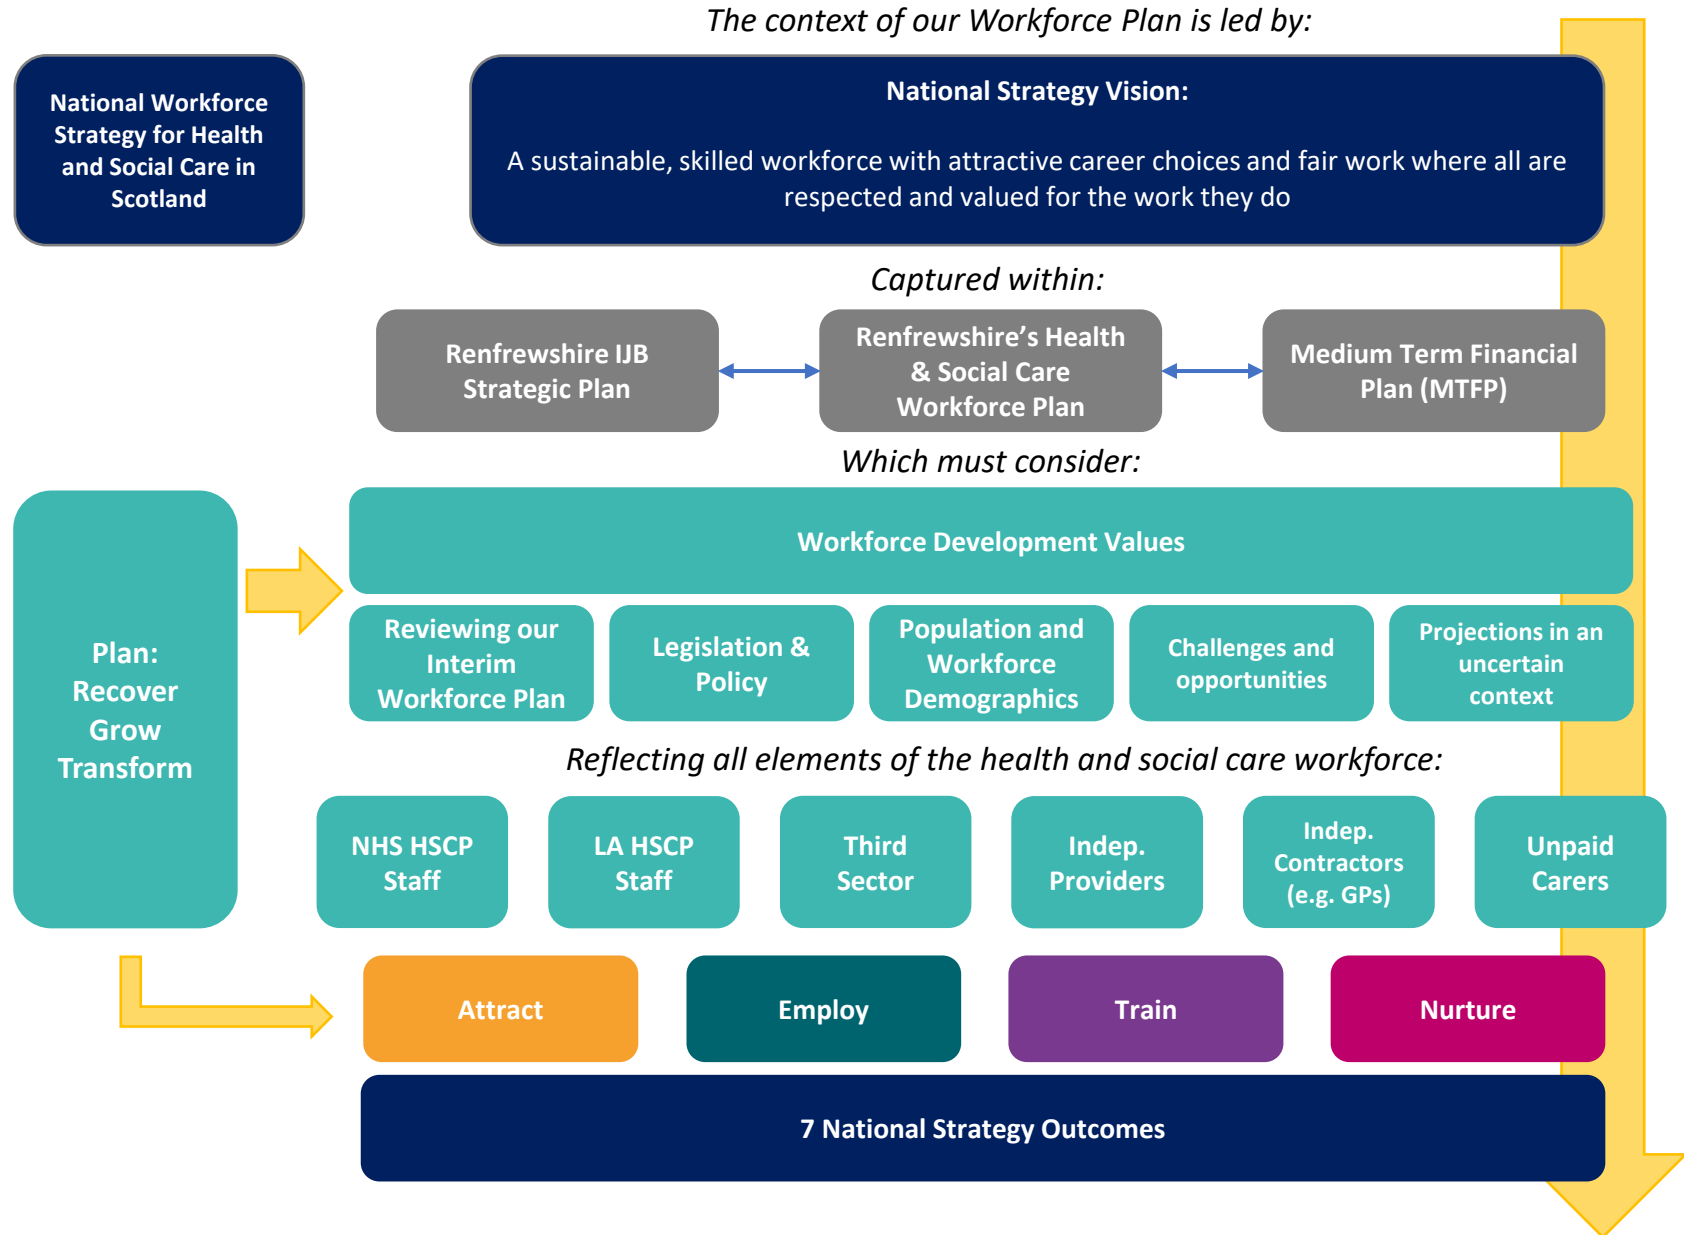 The context of our Workforce Plan is led by:
National Workforce
Strategy for Health
and Social Care in
Scotland
National Strategy Vision:
A sustainable, skilled workforce with attractive career choices and fair work where all are
respected and valued for the work they do
Captured within:
Renfrewshire IJB
Strategic Plan
Renfrewshire’s Health
& Social Care
Workforce Plan
Medium Term Financial
Plan (MTFP)
Which must consider:
Plan:
Recover
Grow
Transform
Workforce Development Values
Reviewing our
Interim
Workforce Plan
Legislation &
Policy
Population and
Workforce
Demographics
Challenges and
opportunities
Projections in an
uncertain
context
Reflecting all elements of the health and social care workforce:
NHS HSCP
Staff
LA HSCP
Staff
Third
Sector
Indep.
Providers
Indep.
Contractors
(e.g. GPs)
Unpaid
Carers
Attract
Employ
Train
Nurture
7 National Strategy Outcomes